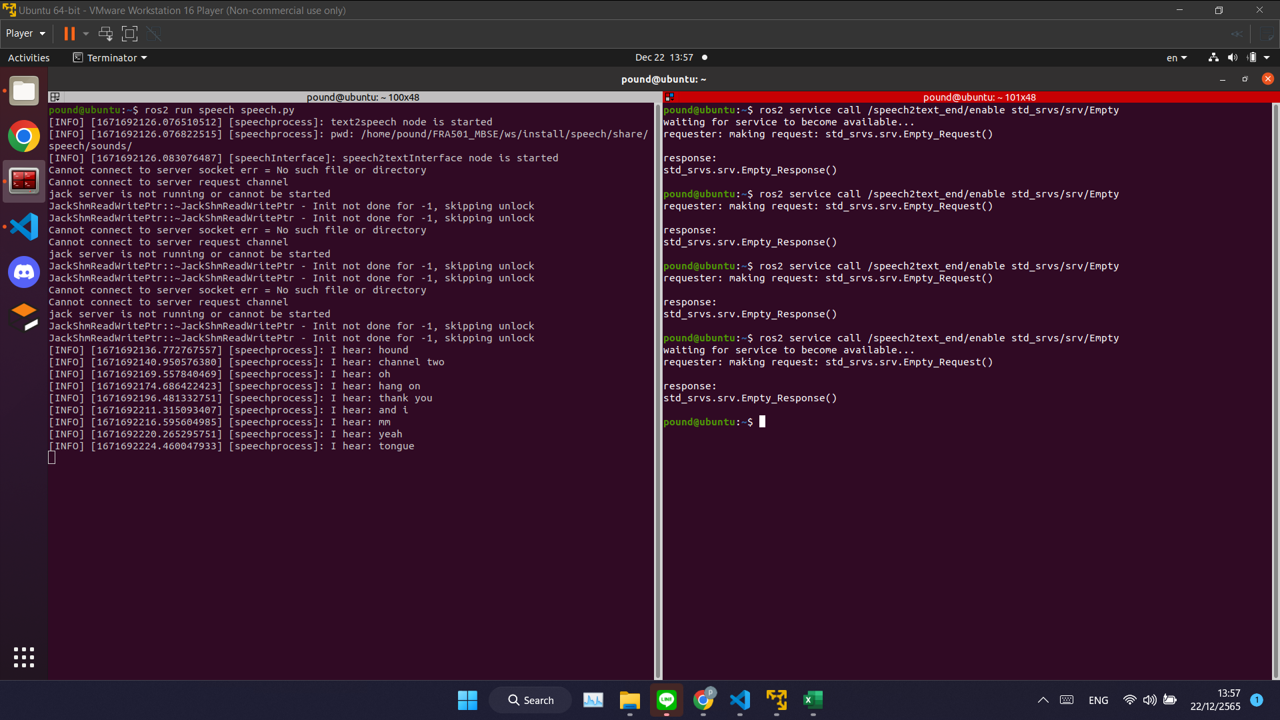 Ubuntu 64-bit - VMware Workstation 16 Player (Non-commercial use only)
Player
Activities
Terminator
Dec 22 13:57
en
pound@ubuntu: ~
pound@ubuntu: ~ 100x48
pound@ubuntu:~$ ros2 run speech speech.py
[INFO] [1671692126.076510512] [speechprocess]: text2speech node is started
[INFO] [1671692126.076822515] [speechprocess]: pwd: /home/pound/FRA501_MBSE/ws/install/speech/share/
speech/sounds/
[INFO] [1671692126.083076487] [speechInterface]: speech2textInterface node is started
Cannot connect to server socket err = No such file or directory
Cannot connect to server request channel
jack server is not running or cannot be started
JackShmReadWritePtr::~JackShmReadWritePtr - Init not done for -1, skipping unlock
JackShmReadWritePtr::~JackShmReadWritePtr - Init not done for -1, skipping unlock
Cannot connect to server socket err = No such file or directory
Cannot connect to server request channel
jack server is not running or cannot be started
JackShmReadWritePtr::~JackShmReadWritePtr - Init not done for -1, skipping unlock
JackShmReadWritePtr::~JackShmReadWritePtr - Init not done for -1, skipping unlock
Cannot connect to server socket err = No such file or directory
Cannot connect to server request channel
jack server is not running or cannot be started
JackShmReadWritePtr::~JackShmReadWritePtr - Init not done for -1, skipping unlock
JackShmReadWritePtr::~JackShmReadWritePtr - Init not done for -1, skipping unlock
[INFO] [1671692136.772767557] [speechprocess]: I hear: hound
[INFO] [1671692140.950576380] [speechprocess]: I hear: channel two
[INFO] [1671692169.557840469] [speechprocess]: I hear: oh
[INFO] [1671692174.686422423] [speechprocess]: I hear: hang on
[INFO] [1671692196.481332751] [speechprocess]: I hear: thank you
[INFO] [1671692211.315093407] [speechprocess]: I hear: and i
[INFO] [1671692216.595604985] [speechprocess]: I hear: mm
[INFO] [1671692220.265295751] [speechprocess]: I hear: yeah
[INFO] [1671692224.460047933] [speechprocess]: I hear: tongue
pound@ubuntu: ~ 101x48
pound@ubuntu:~$ ros2 service call /speech2text_end/enable std_srvs/srv/Empty
waiting for service to become available...
requester: making request: std_srvs.srv.Empty_Request()
response:
std_srvs.srv.Empty_Response()
pound@ubuntu:~$ ros2 service call /speech2text_end/enable std_srvs/srv/Empty
requester: making request: std_srvs.srv.Empty_Request()
response:
std_srvs.srv.Empty_Response()
pound@ubuntu:~$ ros2 service call /speech2text_end/enable std_srvs/srv/Empty
requester: making request: std_srvs.srv.Empty_Request()
response:
std_srvs.srv.Empty_Response()
pound@ubuntu:~$ ros2 service call /speech2text_end/enable std_srvs/srv/Empty
waiting for service to become available...
requester: making request: std_srvs.srv.Empty_Request()
response:
std_srvs.srv.Empty_Response()
pound@ubuntu:~$
Search
LINE
P
ENG
13:57
22/12/2565
1